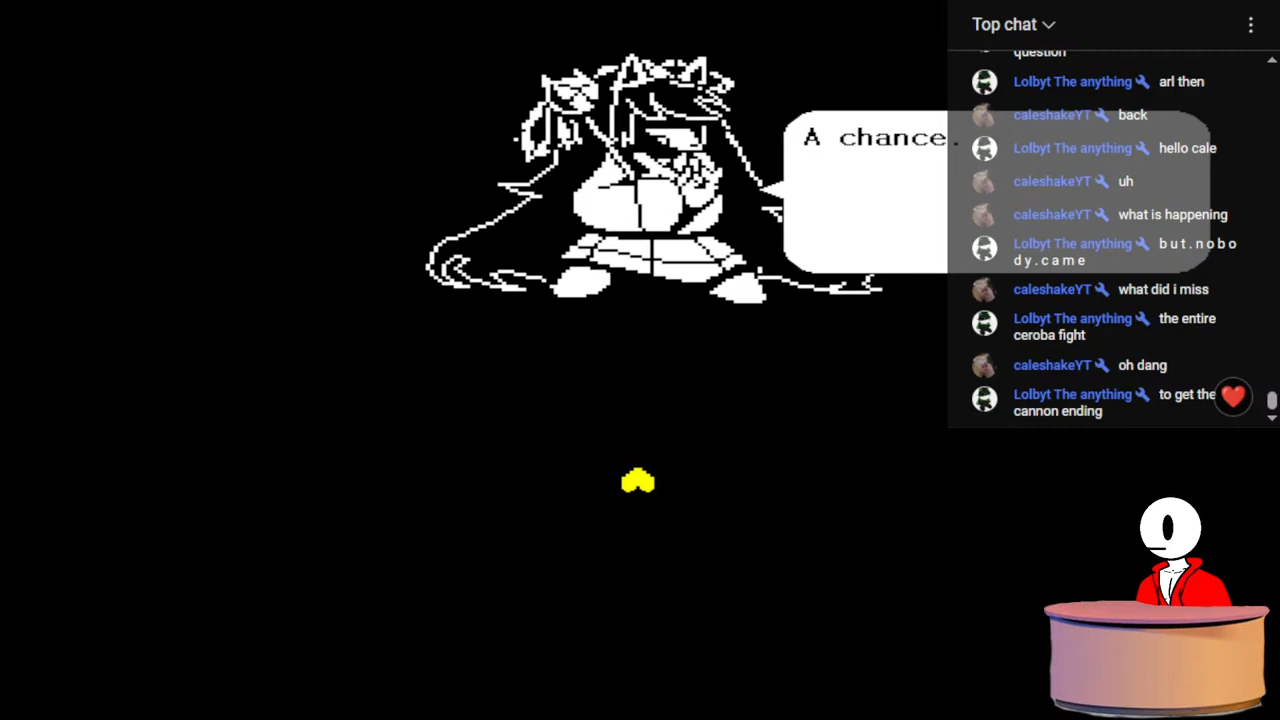 A chance.
Top chat
question
Lolbyt The anything arl then
caleshakeYT back
Lolbyt The anything hello cale
caleshakeYT uh
caleshakeYT what is happening
Lolbyt The anything b u t . n o b o
d y . c a m e
caleshakeYT what did i miss
Lolbyt The anything the entire
ceroba fight
caleshakeYT oh dang
Lolbyt The anything to get the
cannon ending